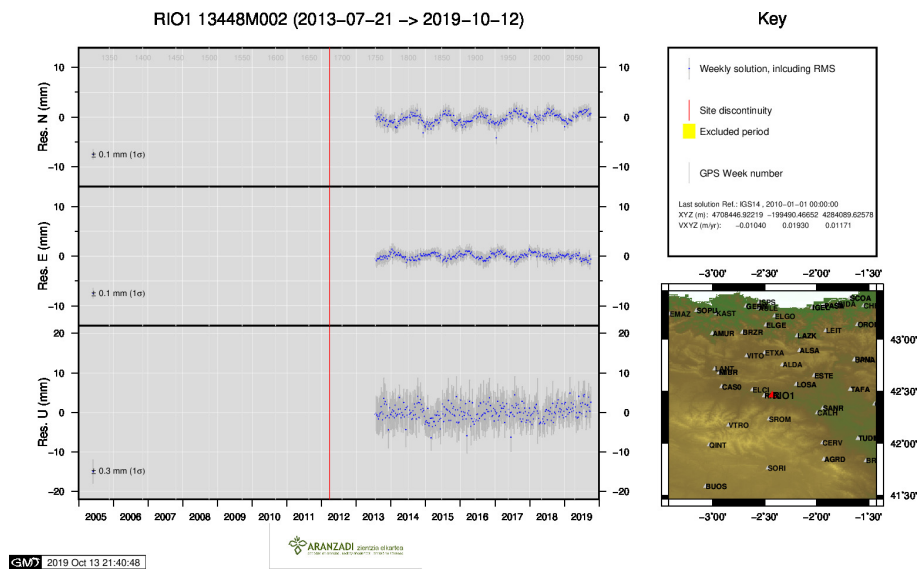 RIO1 13448M002 (2013-07-21 -> 2019-10-12)
Key
1350 1400 1450 1500 1550 1600 1650 1700 1750 1800 1850 1900 1950 2000 2050
Res. N (mm)
10 0 −10
± 0.1 mm (1σ)
10 0 −10
Res. E (mm)
10 0 −10
± 0.1 mm (1σ)
10 0 −10
Res. U (mm)
20 10 0 −10 −20
± 0.3 mm (1σ)
20 10 0 −10 −20
2005 2006 2007 2008 2009 2010 2011 2012 2013 2014 2015 2016 2017 2018 2019
Weekly solution, inlcuding RMS
Site discontinuity
Excluded period
GPS Week number
Last solution Ref.: IGS14 , 2010-01-01 00:00:00
XYZ (m): 4708446.92219 −199490.46652 4284089.62578
VXYZ (m/yr): −0.01040 0.01930 0.01171
−3˚00' −2˚30' −2˚00' −1˚30'
EMAZ SOPU KAST ELGO
AMUR BRZR ELGE LAZK LEIT
VITO ETXA ALSA
ALDA ESTE
CAS0 ELCI RIO1 LOSA TAFA
SROM CALH
VTRO
QINT CERV
SORI AGRD
BUOS
43˚00'
42˚30'
42˚00'
41˚30'
−3˚00' −2˚30' −2˚00' −1˚30'
ARANZADI zientzia elkartea
GMT 2019 Oct 13 21:40:48